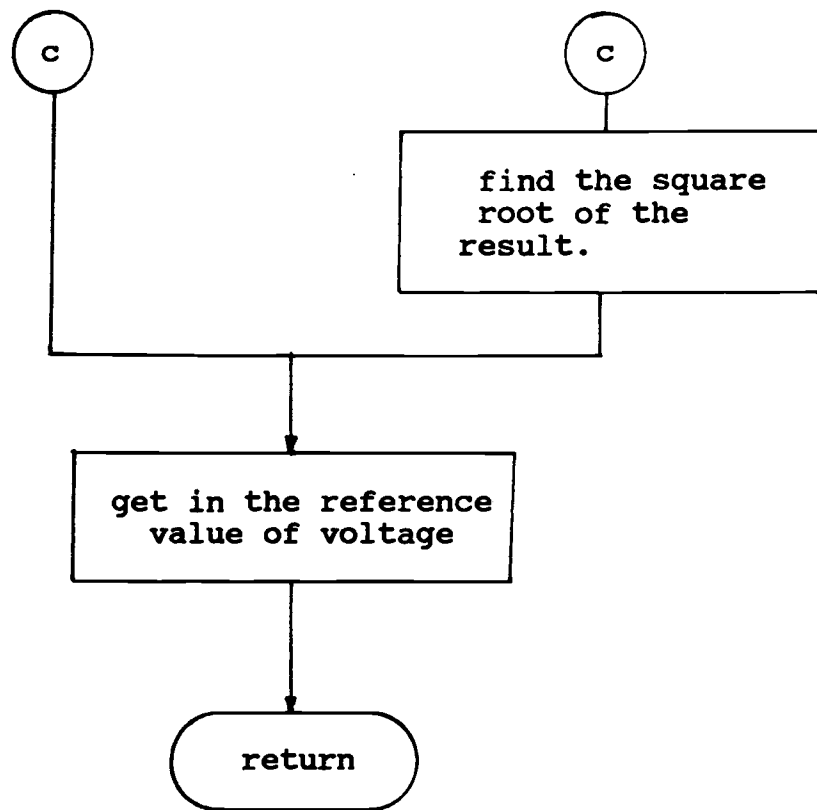 c
c
find the square
root of the
result.
get in the reference
value of voltage
return